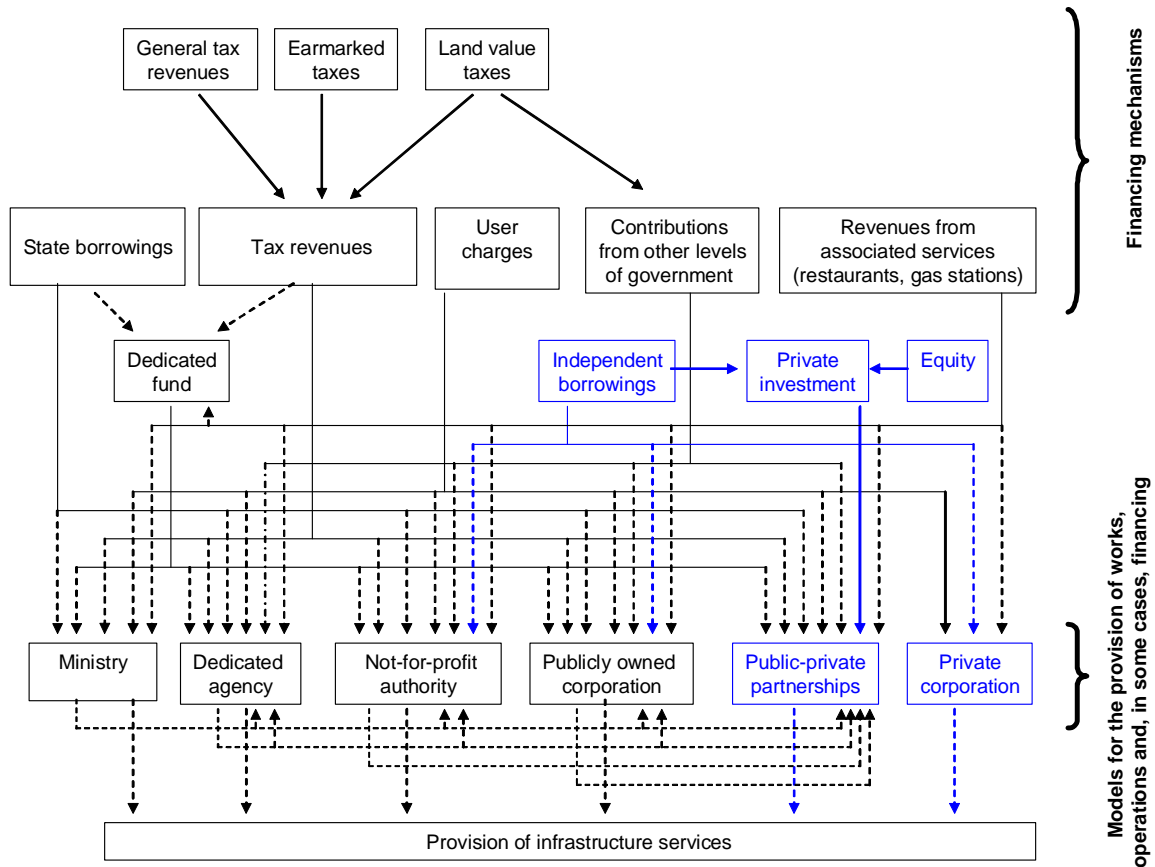 General tax
revenues
Earmarked
taxes
Land value
taxes
State borrowings
Tax revenues
User
charges
Contributions
from other levels
of government
Revenues from
associated services
(restaurants, gas stations)
Dedicated
fund
Independent
borrowings
Private
investment
Equity
Ministry
Dedicated
agency
Not-for-profit
authority
Publicly owned
corporation
Public-private
partnerships
Private
corporation
Provision of infrastructure services
Financing mechanisms
Models for the provision of works,
operations and, in some cases, financing